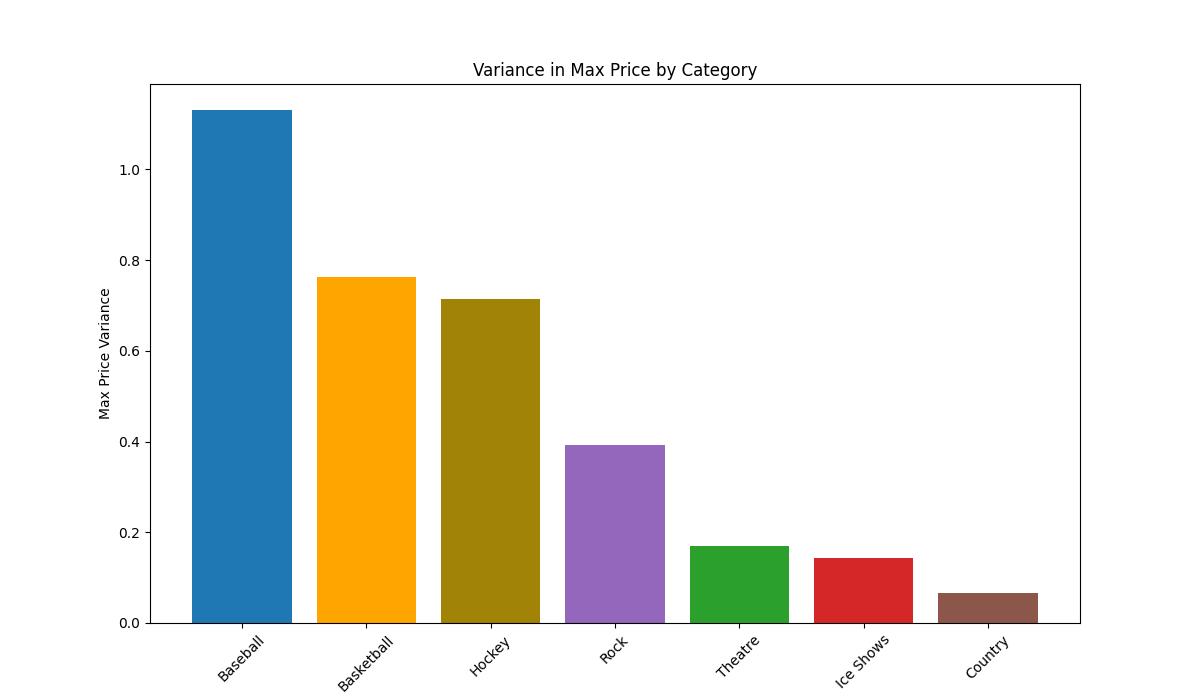 Variance in Max Price by Category
Max Price Variance
1.0
0.8
0.6
0.4
0.2
0.0
Baseball
Basketball
Hockey
Rock
Theatre
Ice Shows
Country